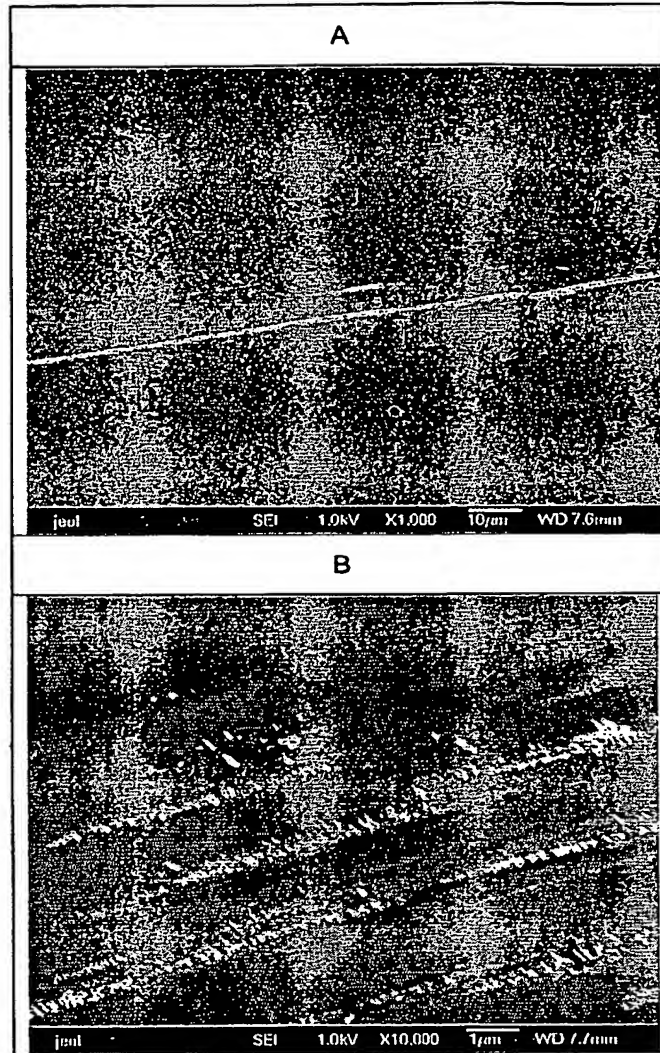 A
jeol SEI 1.0kV X1,000 10µm WD 7.6mm
B
jeol SEI 1.0kV X10,000 1µm WD 7.7mm